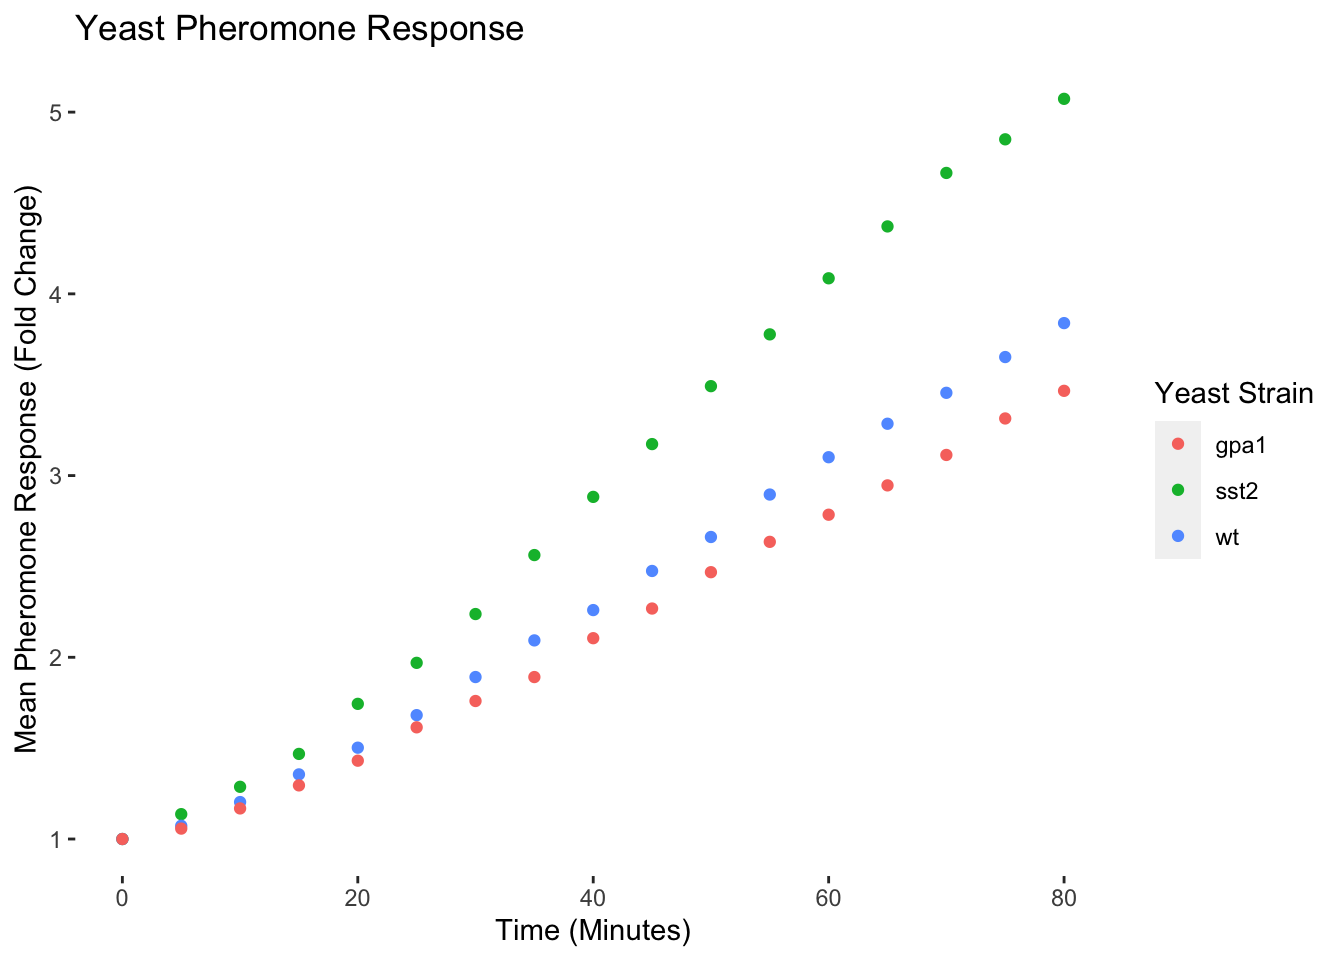 Yeast Pheromone Response
Mean Pheromone Response (Fold Change)
5
4
3
2
1
0 20 40 60 80
Time (Minutes)
Yeast Strain
gpa1
sst2
wt